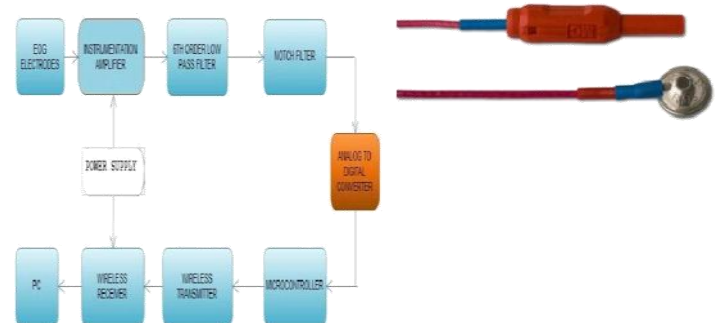 EOG
ELECTRODES
INSTRUMENTATION
AMPLIFIER
6TH ORDER LOW
PASS FILTER
NOTCH FILTER
POWER SUPPLY
ANALOG TO
DIGITAL
CONVERTER
PC
WIRELESS
RECEIVER
WIRELESS
TRANSMITTER
MICROCONTROLLER